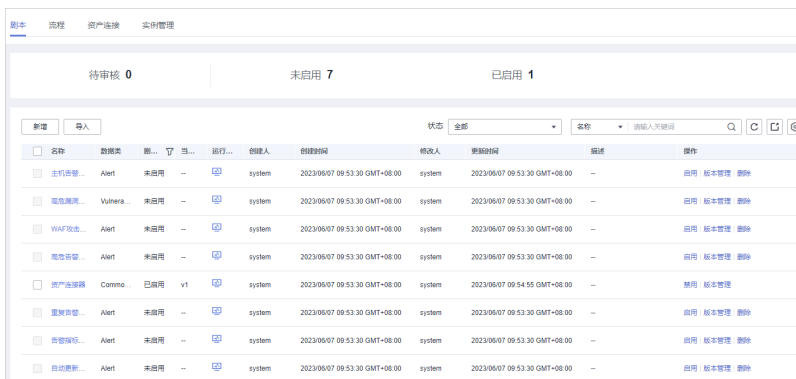 剧本 流程 资产连接 实例管理
待审核 0 未启用 7 已启用 1
新增 导入 状态 全部 名称 请输入关键词
名称 数据类 剧... 当... 运行... 创建人 创建时间 修改人 更新时间 描述 操作
主机告警... Alert 未启用 -- system 2023/06/07 09:53:30 GMT+08:00 system 2023/06/07 09:53:30 GMT+08:00 -- 启用 版本管理 删除
高危漏洞... Vulnera... 未启用 -- system 2023/06/07 09:53:30 GMT+08:00 system 2023/06/07 09:53:30 GMT+08:00 -- 启用 版本管理 删除
WAF攻击... Alert 未启用 -- system 2023/06/07 09:53:30 GMT+08:00 system 2023/06/07 09:53:30 GMT+08:00 -- 启用 版本管理 删除
高危告警... Alert 未启用 -- system 2023/06/07 09:53:30 GMT+08:00 system 2023/06/07 09:53:30 GMT+08:00 -- 启用 版本管理 删除
资产连接器 Commo... 已启用 v1 system 2023/06/07 09:53:30 GMT+08:00 system 2023/06/07 09:54:55 GMT+08:00 -- 禁用 版本管理
重复告警... Alert 未启用 -- system 2023/06/07 09:53:30 GMT+08:00 system 2023/06/07 09:53:30 GMT+08:00 -- 启用 版本管理 删除
告警指标... Alert 未启用 -- system 2023/06/07 09:53:30 GMT+08:00 system 2023/06/07 09:53:30 GMT+08:00 -- 启用 版本管理 删除
自动更新... Alert 未启用 -- system 2023/06/07 09:53:30 GMT+08:00 system 2023/06/07 09:53:30 GMT+08:00 -- 启用 版本管理 删除